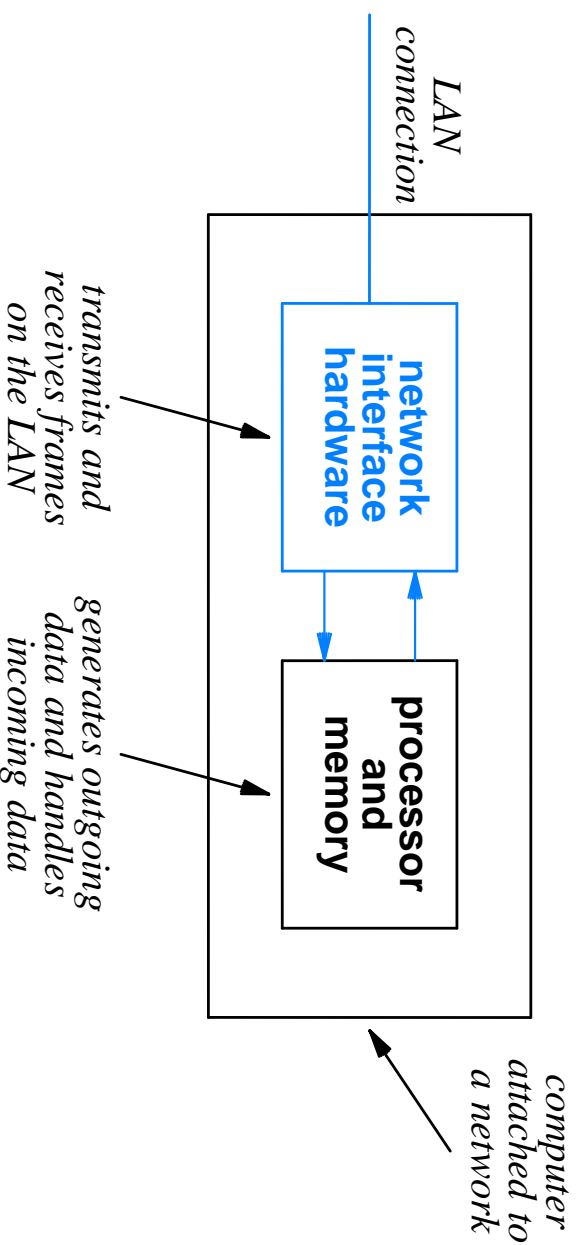 computer
attached to
a network
LAN
connection
network
interface
hardware
processor
and
memory
transmits and
receives frames
on the LAN
generates outgoing
data and handles
incoming data